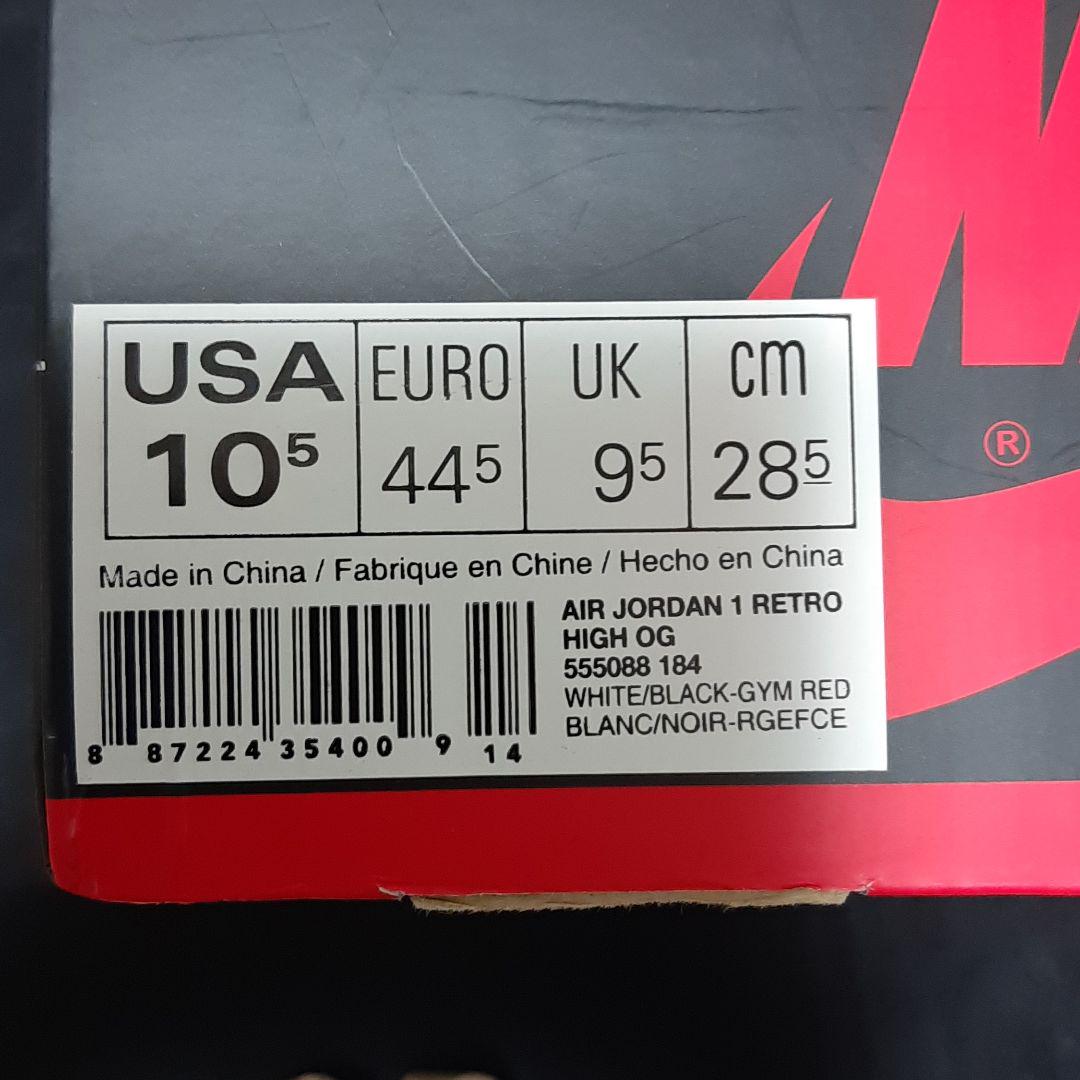 USA EURO UK cm
10⁵ 44⁵ 9⁵ 28⁵
Made in China / Fabrique en Chine / Hecho en China
AIR JORDAN 1 RETRO
HIGH OG
555088 184
WHITE/BLACK-GYM RED
BLANC/NOIR-RGEFCE
8 87224 35400 9 14
®